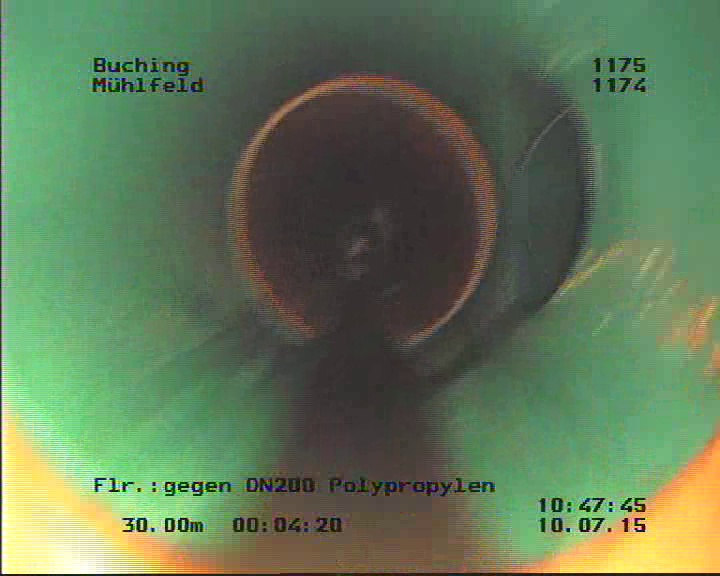 Buching 1175
Mühlfeld 1174
Flr.:gegen DN200 Polypropylen
10:47:45
30.00m 00:04:20 10.07.15